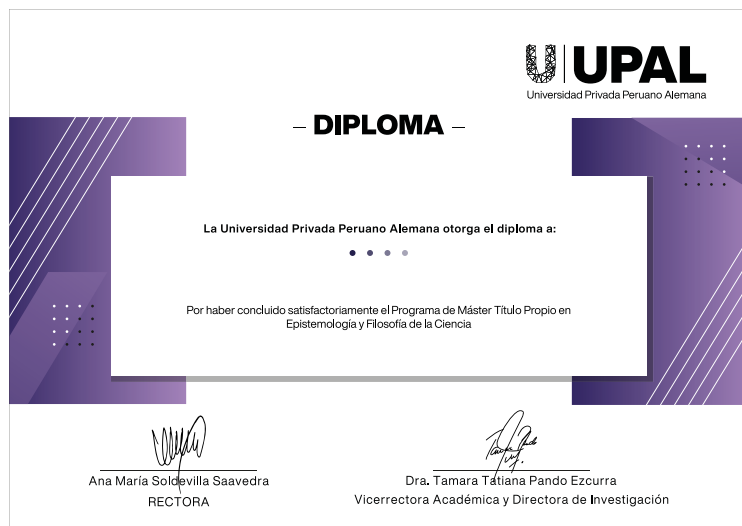 UPAL
Universidad Privada Peruano Alemana
– DIPLOMA –
La Universidad Privada Peruano Alemana otorga el diploma a:
Por haber concluido satisfactoriamente el Programa de Máster Título Propio en
Epistemología y Filosofía de la Ciencia
Ana María Soldevilla Saavedra
RECTORA
Dra. Tamara Tatiana Pando Ezcurra
Vicerrectora Académica y Directora de Investigación